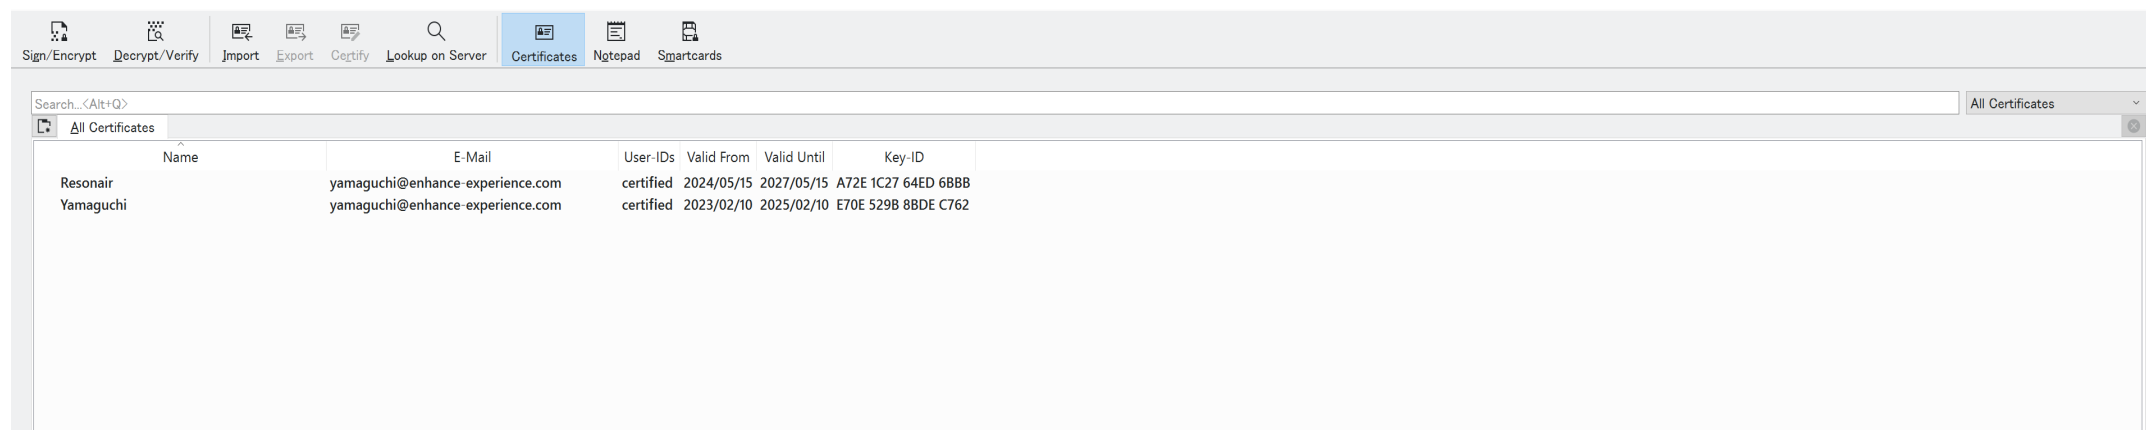 Sign/Encrypt Decrypt/Verify Import Export Certify Lookup on Server Certificates Notepad Smartcards
Search...<Alt+Q> All Certificates
All Certificates
Name E-Mail User-IDs Valid From Valid Until Key-ID
Resonair yamaguchi@enhance-experience.com certified 2024/05/15 2027/05/15 A72E 1C27 64ED 6BBB
Yamaguchi yamaguchi@enhance-experience.com certified 2023/02/10 2025/02/10 E70E 529B 8BDE C762